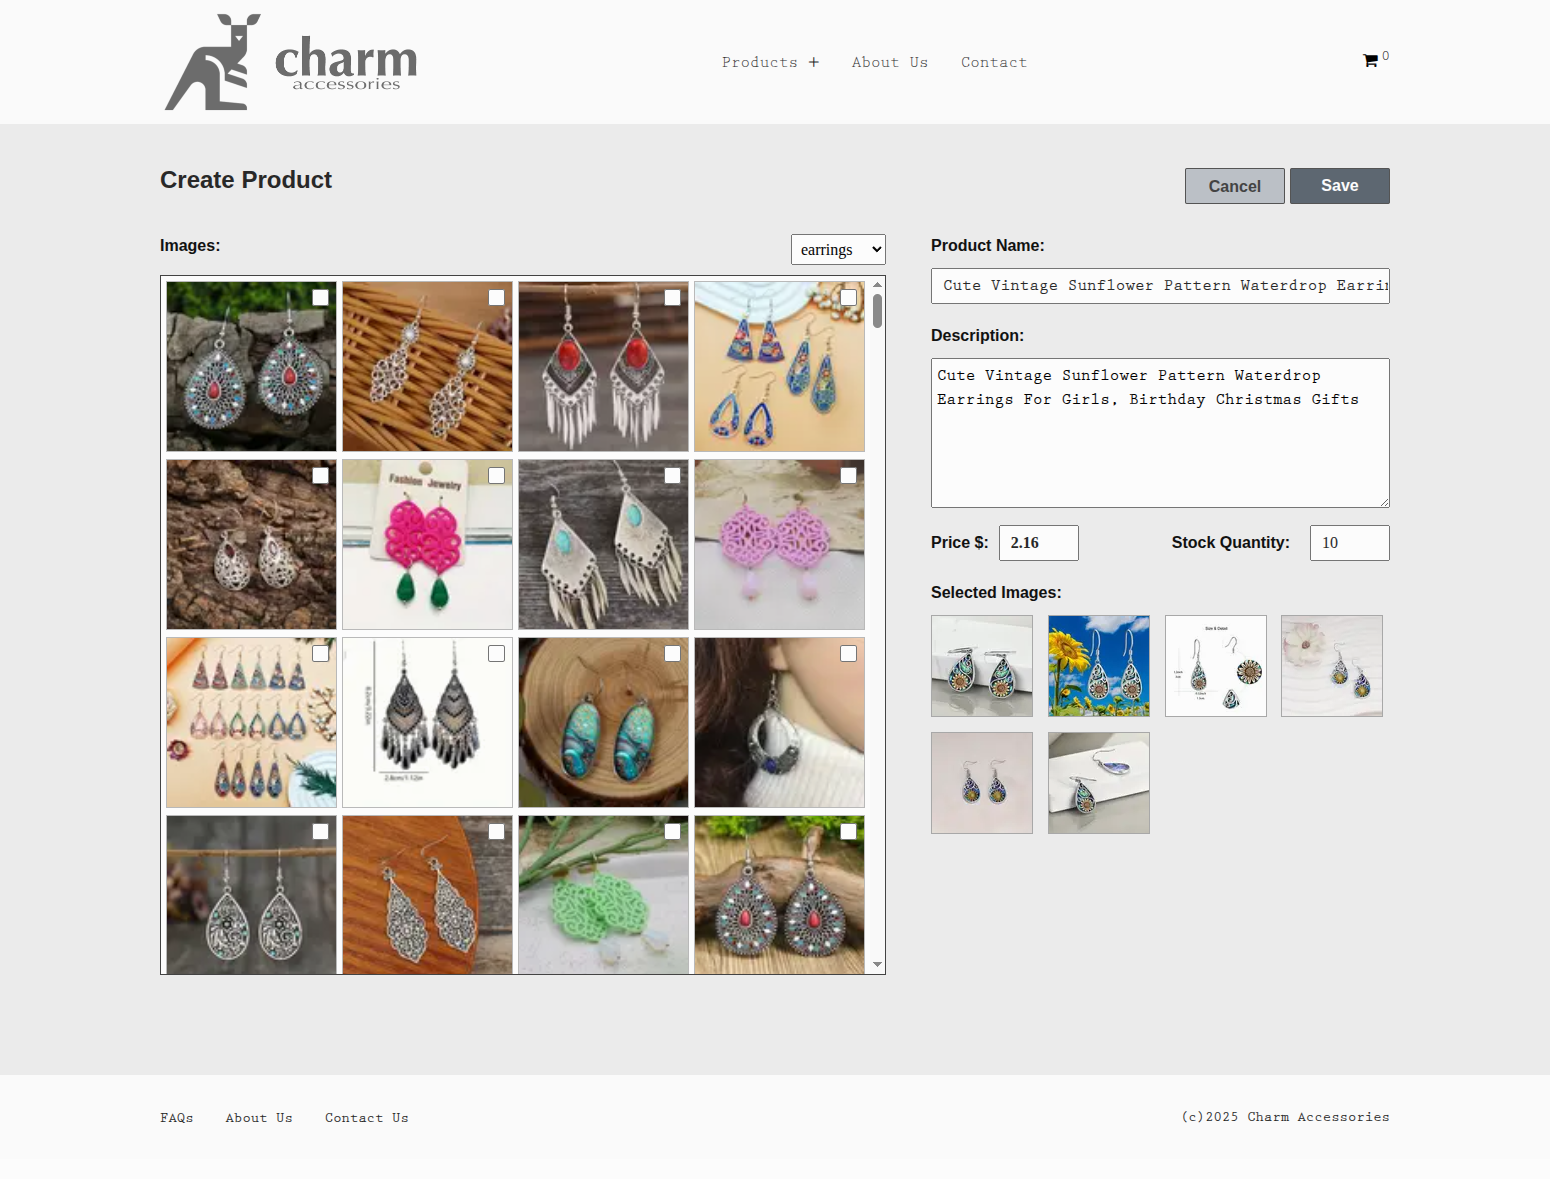 charm
accessories
Products +
About Us
Contact
0
Create Product
Cancel
Save
Images:
earrings
Product Name:
Cute Vintage Sunflower Pattern Waterdrop Earrin
Description:
Cute Vintage Sunflower Pattern Waterdrop
Earrings For Girls, Birthday Christmas Gifts
Price $:
2.16
Stock Quantity:
10
Selected Images:
Fashion Jewelry
FAQs
About Us
Contact Us
(c)2025 Charm Accessories